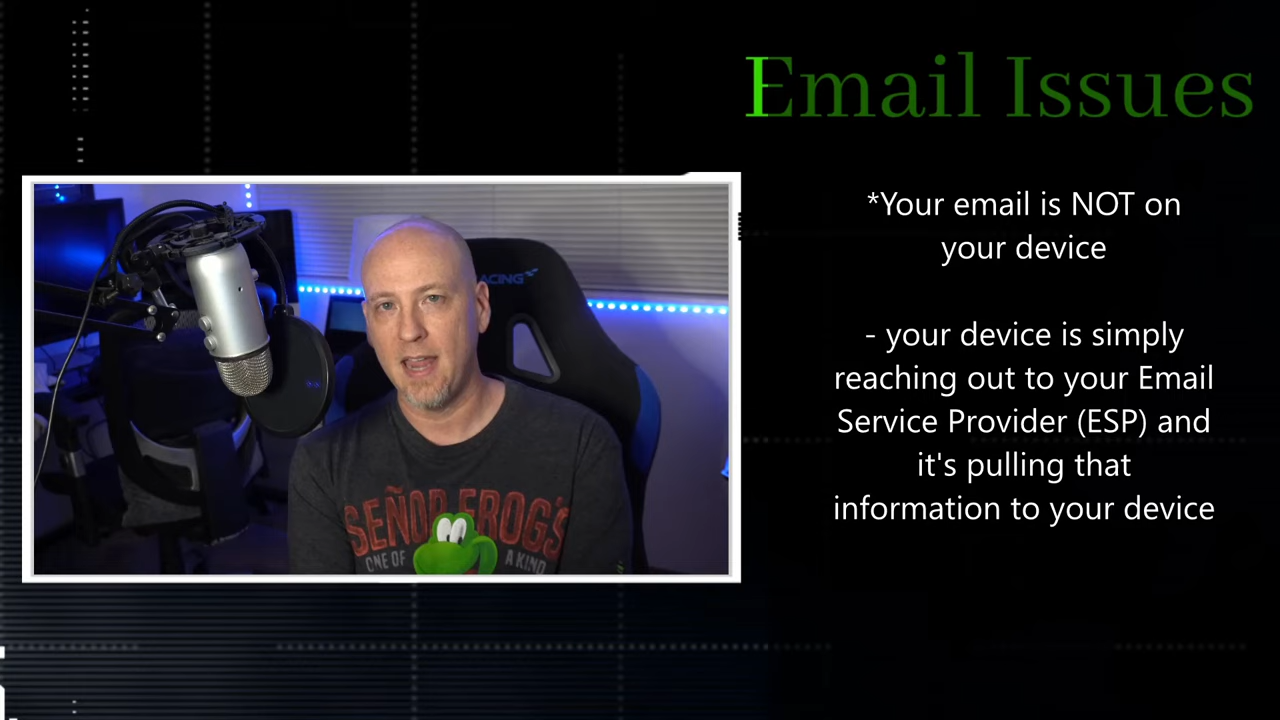 Email Issues
*Your email is NOT on
your device
- your device is simply
reaching out to your Email
Service Provider (ESP) and
it's pulling that
information to your device
ACING
SEÑOR FROG'S
ONE OF A KIND